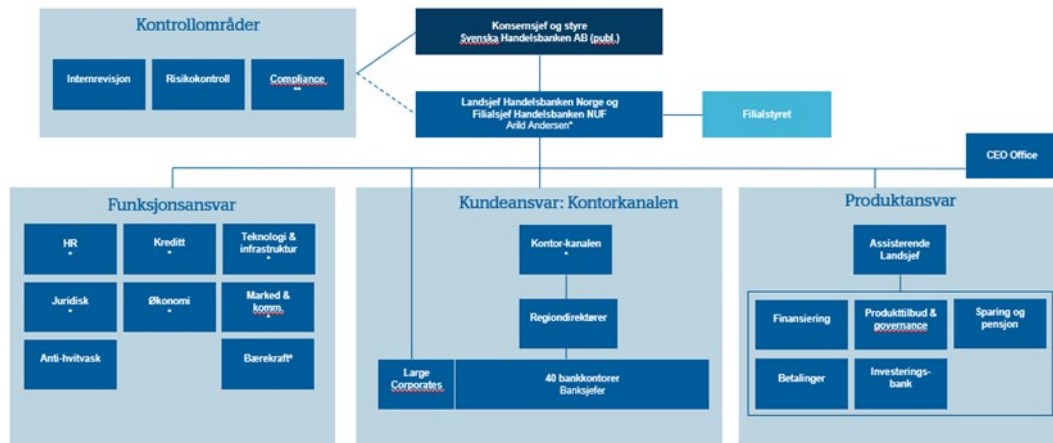 Kontrollområder
Internrevisjon
Risikokontroll
Compliance
**
Konsernsjef og styre
Svenska Handelsbanken AB (publ.)
Landsjef Handelsbanken Norge og
Filialsjef Handelsbanken NUF
Arild Andersen*
Filialstyret
CEO Office
Funksjonsansvar
HR
*
Kreditt
*
Teknologi &
infrastruktur
*
Juridisk
*
Økonomi
*
Marked &
komm.
*
Anti-hvitvask
Bærekraft*
Kundeansvar: Kontorkanalen
Kontor-kanalen
*
Regiondirektører
Large
Corporates
40 bankkontorer
Banksjefer
Produktansvar
Assisterende
Landsjef
Finansiering
Produkttilbud &
governance
Sparing og
pensjon
Betalinger
Investerings-
bank